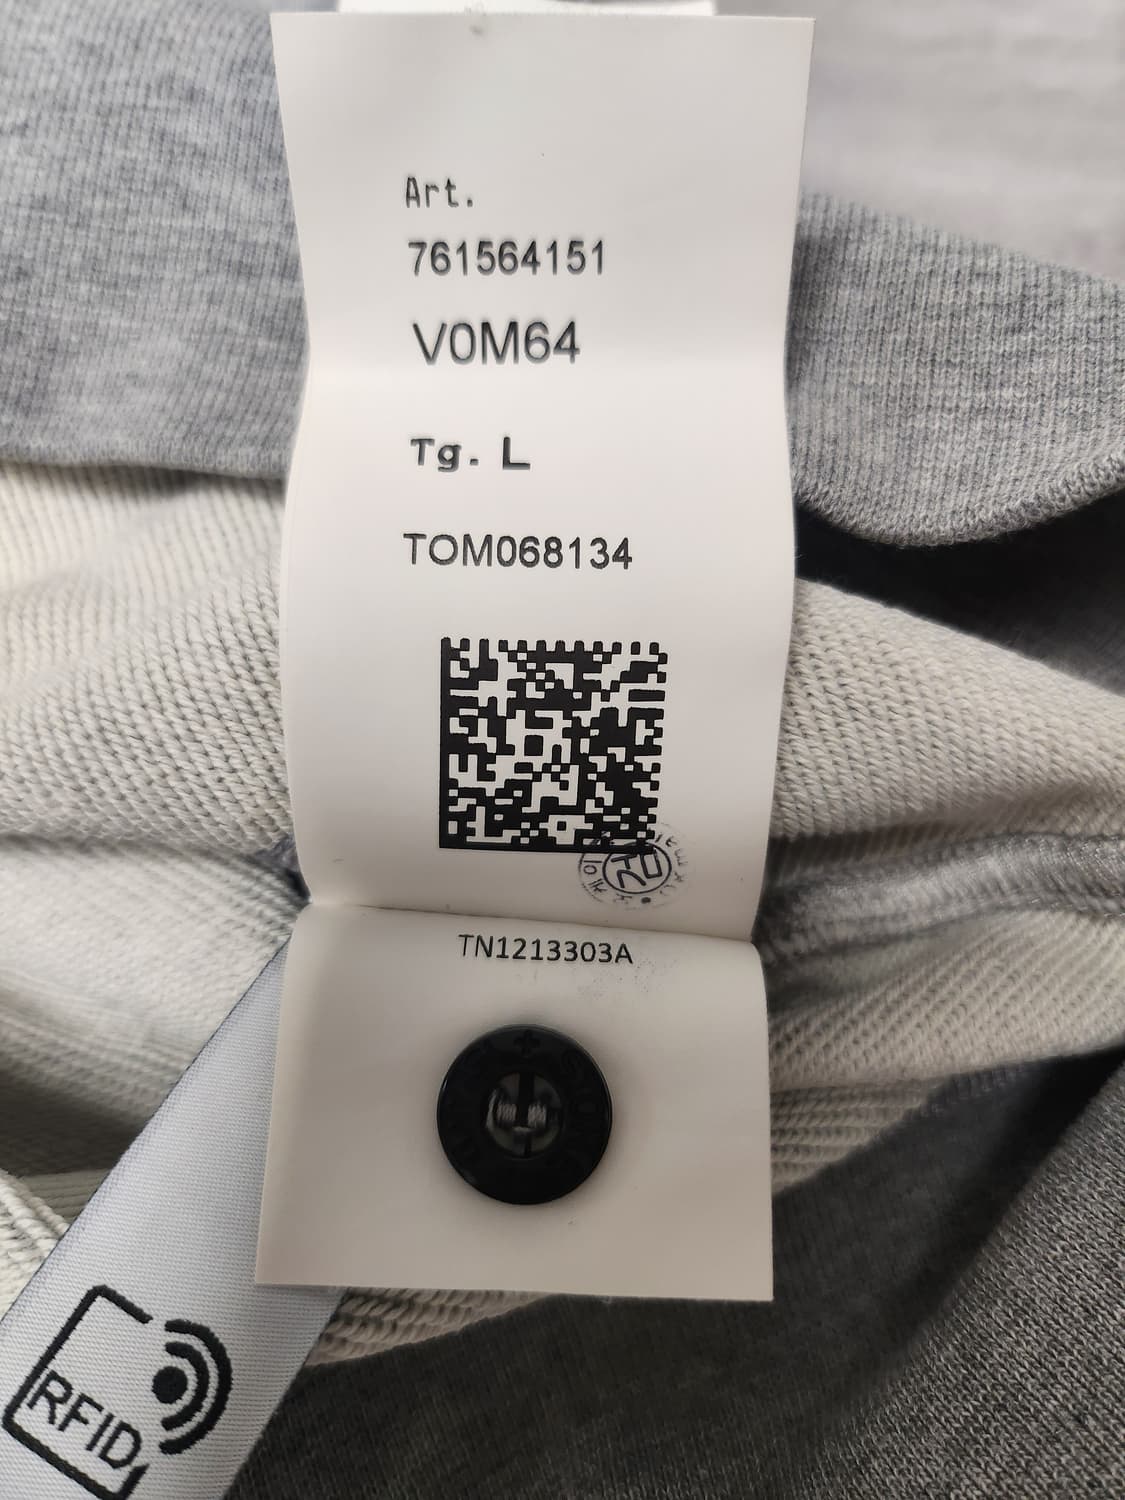 Art.
761564151
V0M64
Tg. L
TOM068134
TN1213303A
RFID